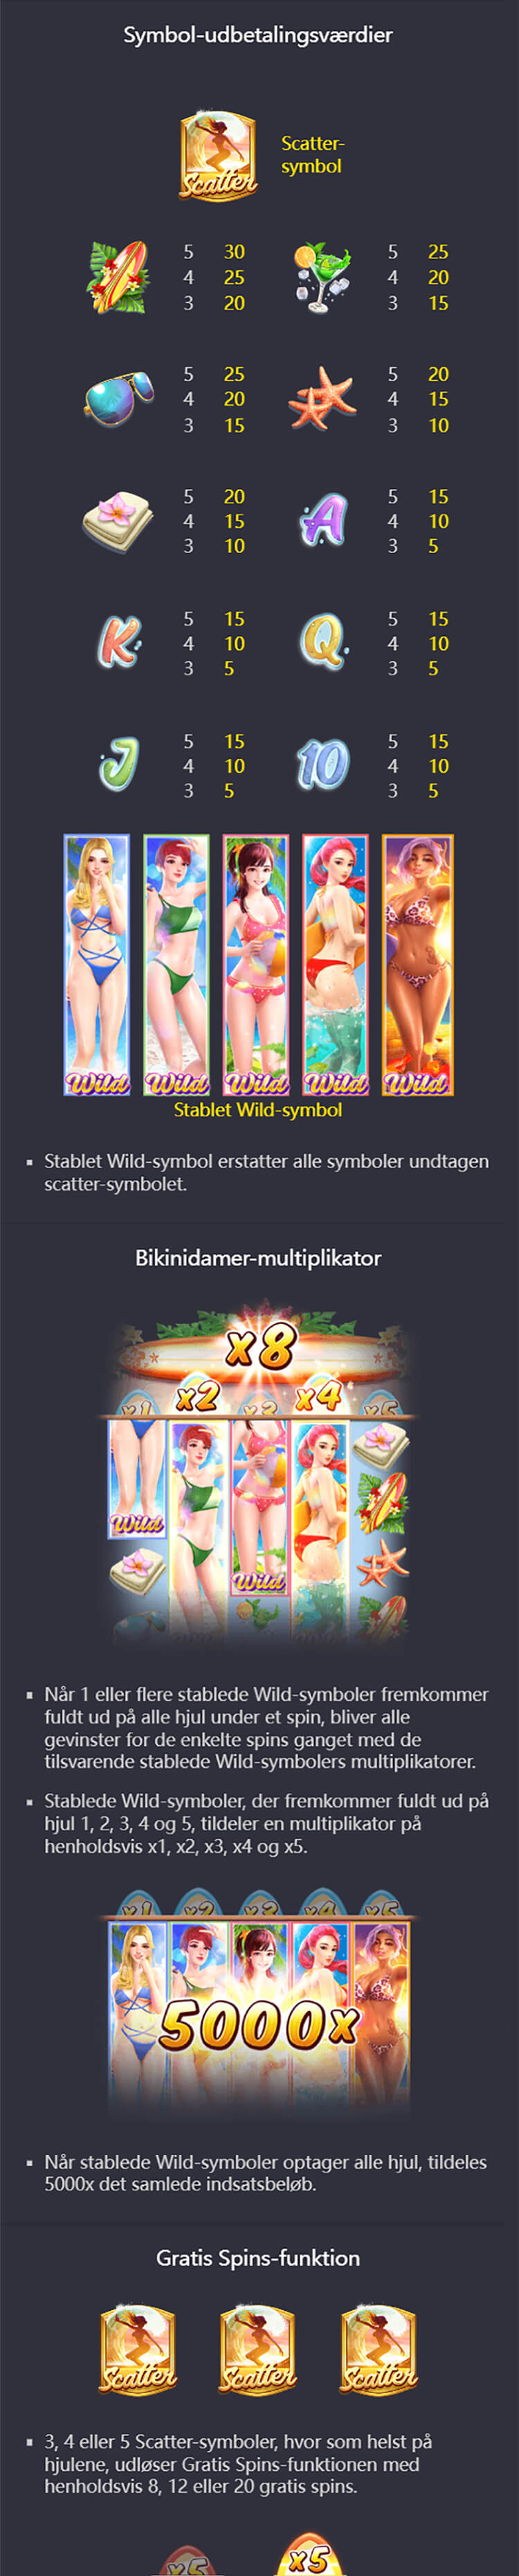 Symbol-udbetalingsværdier
Scatter
Scatter-
symbol
5 30 5 25
4 25 4 20
3 20 3 15
5 25 5 20
4 20 4 15
3 15 3 10
5 20 A 5 15
4 15 4 10
3 10 3 5
K 5 15 Q 5 15
4 10 4 10
3 5 3 5
J 5 15 10 5 15
4 10 4 10
3 5 3 5
Wild Wild Wild Wild Wild
Stablet Wild-symbol
▪ Stablet Wild-symbol erstatter alle symboler undtagen
scatter-symbolet.
Bikinidamer-multiplikator
x8
x1 x2 x3 x4 x5
Wild
Wild
▪ Når 1 eller flere stablede Wild-symboler fremkommer
fuldt ud på alle hjul under et spin, bliver alle
gevinster for de enkelte spins ganget med de
tilsvarende stablede Wild-symbolers multiplikatorer.
▪ Stablede Wild-symboler, der fremkommer fuldt ud på
hjul 1, 2, 3, 4 og 5, tildeler en multiplikator på
henholdsvis x1, x2, x3, x4 og x5.
x1 x2 x3 x4 x5
5000x
▪ Når stablede Wild-symboler optager alle hjul, tildeles
5000x det samlede indsatsbeløb.
Gratis Spins-funktion
Scatter Scatter Scatter
▪ 3, 4 eller 5 Scatter-symboler, hvor som helst på
hjulene, udløser Gratis Spins-funktionen med
henholdsvis 8, 12 eller 20 gratis spins.
x5 x5